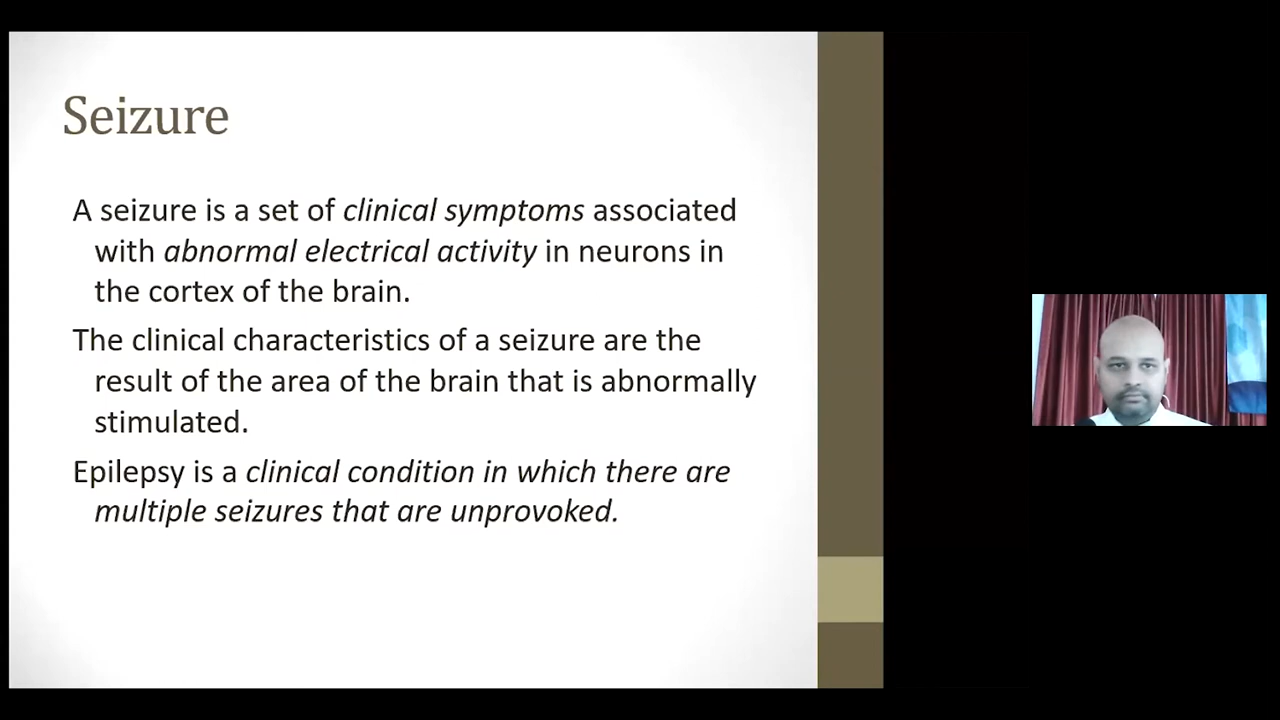 Seizure
A seizure is a set of clinical symptoms associated
with abnormal electrical activity in neurons in
the cortex of the brain.
The clinical characteristics of a seizure are the
result of the area of the brain that is abnormally
stimulated.
Epilepsy is a clinical condition in which there are
multiple seizures that are unprovoked.